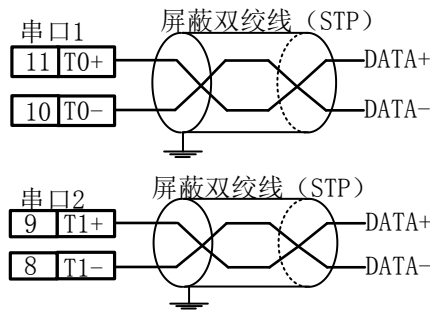 屏蔽双绞线（STP）
串口1
11 T0+ DATA+
10 T0- DATA-
屏蔽双绞线（STP）
串口2
9 T1+ DATA+
8 T1- DATA-